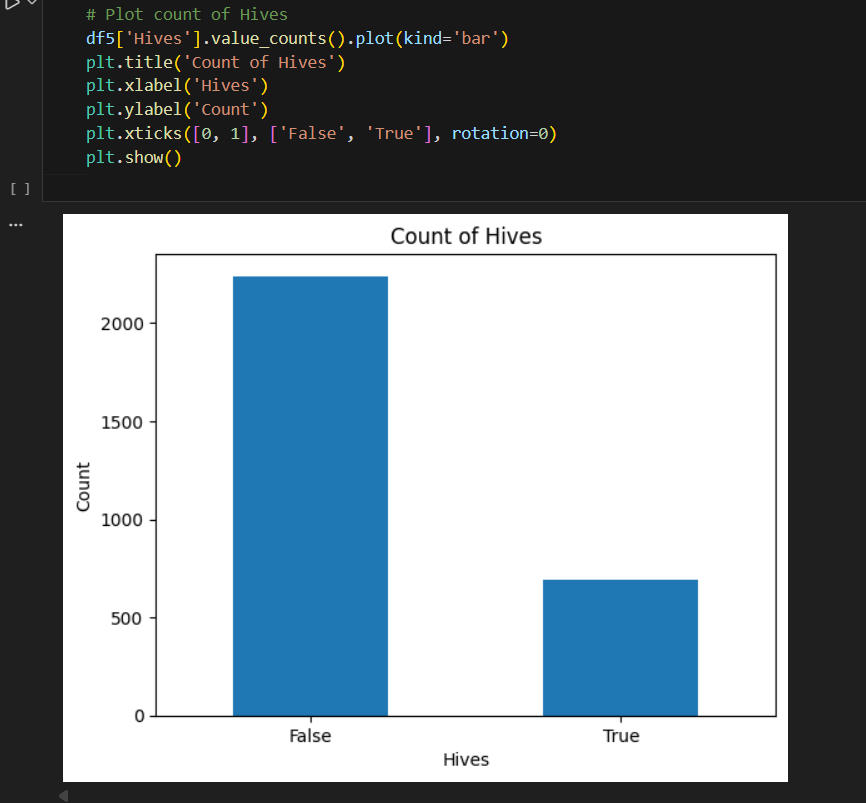 # Plot count of Hives
df5['Hives'].value_counts().plot(kind='bar')
plt.title('Count of Hives')
plt.xlabel('Hives')
plt.ylabel('Count')
plt.xticks([0, 1], ['False', 'True'], rotation=0)
plt.show()
[ ]
...
Count of Hives
2000
1500
1000
500
0
Count
False True
Hives